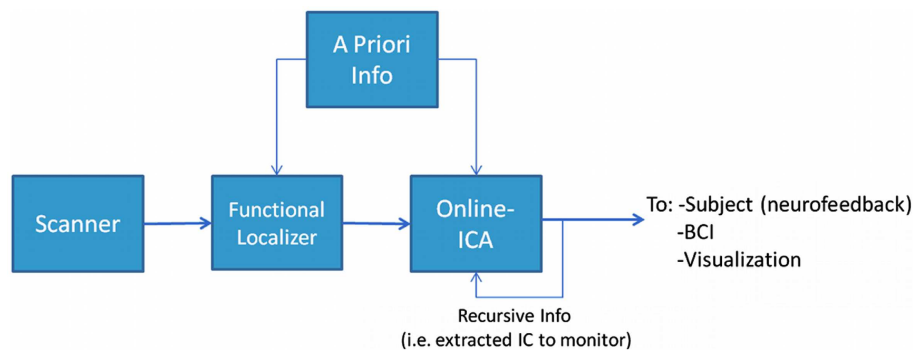 A Priori
Info
Scanner
Functional
Localizer
Online-
ICA
To: -Subject (neurofeedback)
-BCI
-Visualization
Recursive Info
(i.e. extracted IC to monitor)